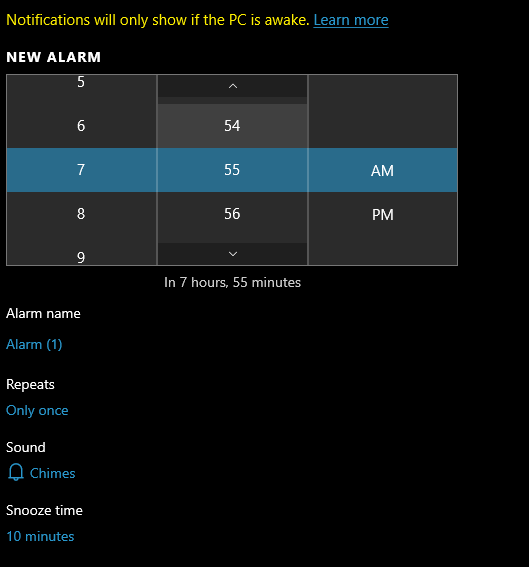 Notifications will only show if the PC is awake. Learn more
NEW ALARM
5
6 54
7 55 AM
8 56 PM
9
In 7 hours, 55 minutes
Alarm name
Alarm (1)
Repeats
Only once
Sound
Chimes
Snooze time
10 minutes